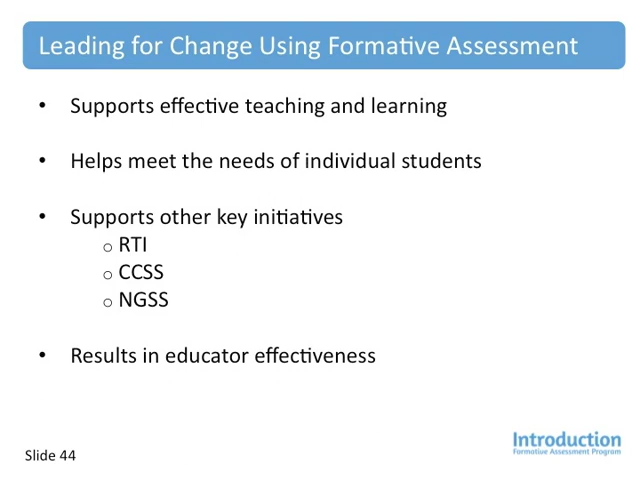 Leading for Change Using Formative Assessment
• Supports effective teaching and learning
• Helps meet the needs of individual students
• Supports other key initiatives
o RTI
o CCSS
o NGSS
• Results in educator effectiveness
Introduction
Formative Assessment Program
Slide 44